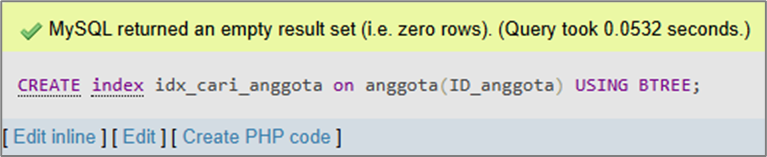 MySQL returned an empty result set (i.e. zero rows). (Query took 0.0532 seconds.)
CREATE index idx_cari_anggota on anggota(ID_anggota) USING BTREE;
[ Edit inline ] [ Edit ] [ Create PHP code ]